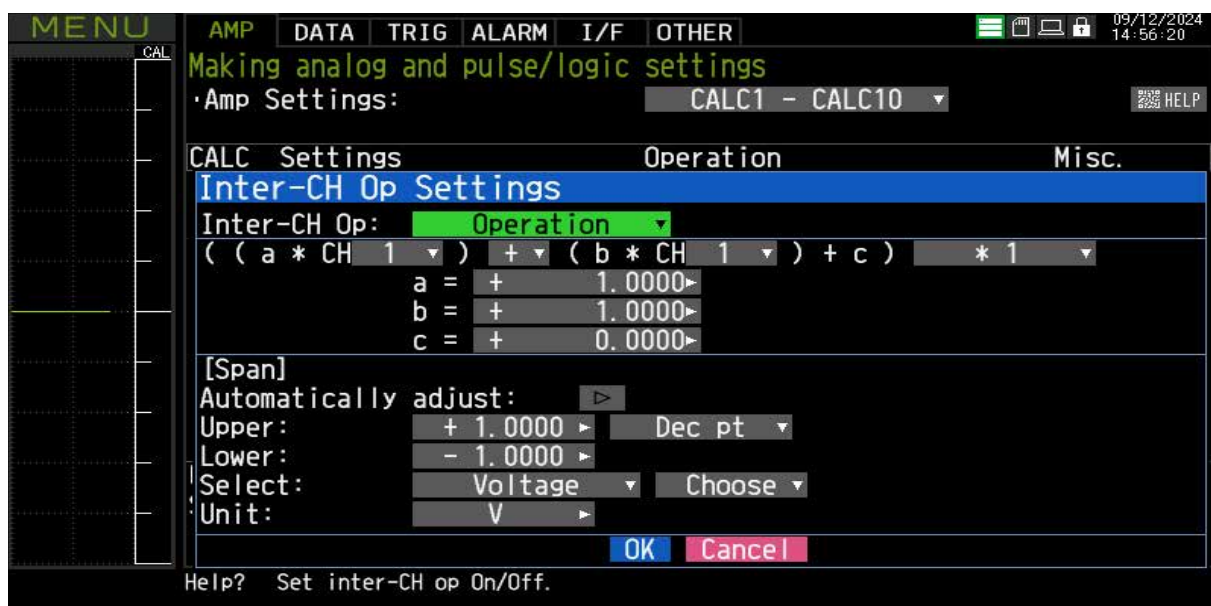 MENU AMP DATA TRIG ALARM I/F OTHER 09/12/2024
14:56:20
CAL
Making analog and pulse/logic settings
·Amp Settings: CALC1 - CALC10 HELP
CALC Settings Operation Misc.
Inter-CH Op Settings
Inter-CH Op: Operation
( ( a * CH 1 ) + ( b * CH 1 ) + c ) * 1
a = + 1.0000
b = + 1.0000
c = + 0.0000
[Span]
Automatically adjust:
Upper: + 1.0000 Dec pt
Lower: - 1.0000
Select: Voltage Choose
Unit: V
OK Cancel
Help? Set inter-CH op On/Off.